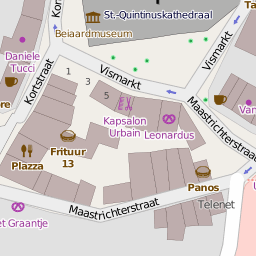 St.-Quintinuskathedraal
Beiaardmuseum
Daniele
Tucci
Kortstraat
Vismarkt
Vismarkt
1
3
5
Kapsalon
Urbain
Leonardus
Maastrichterstraat
Frituur
13
Plazza
Panos
Telenet
Maastrichterstraat